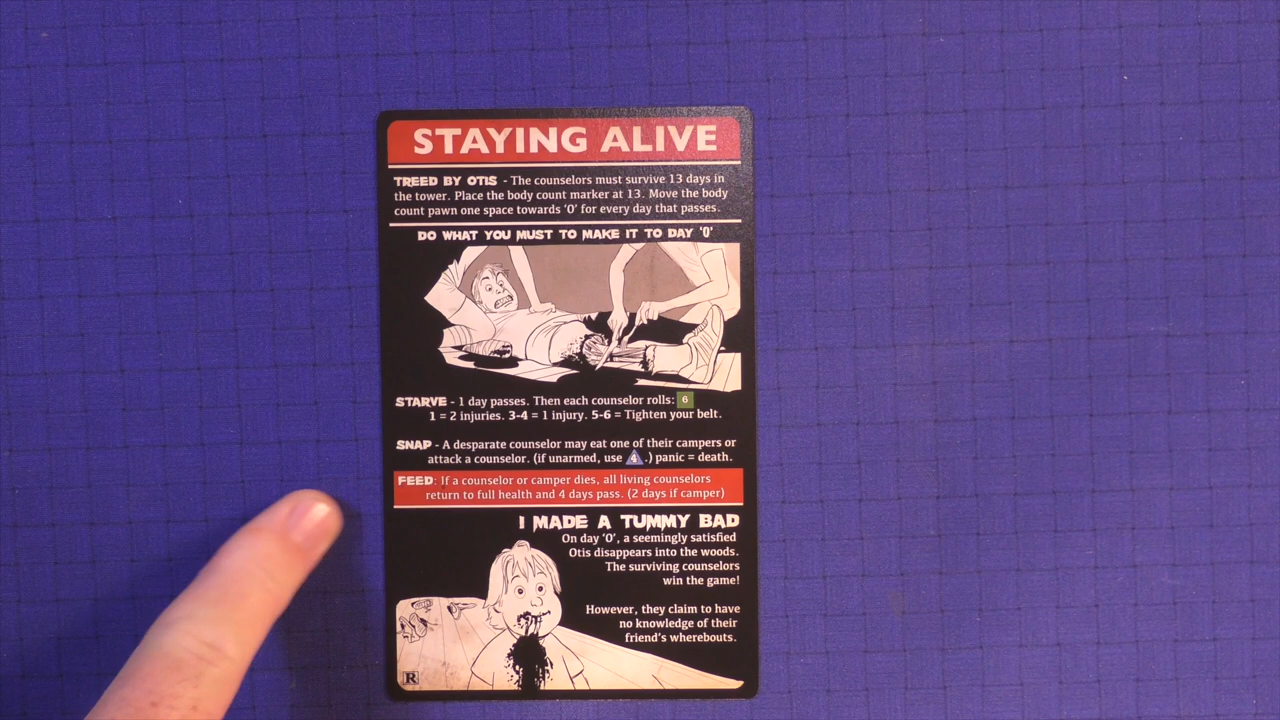 STAYING ALIVE
TREED BY OTIS - The counselors must survive 13 days in
the tower. Place the body count marker at 13. Move the body
count pawn one space towards '0' for every day that passes.
DO WHAT YOU MUST TO MAKE IT TO DAY '0'
STARVE - 1 day passes. Then each counselor rolls: 6
1 = 2 injuries. 3-4 = 1 injury. 5-6 = Tighten your belt.
SNAP - A desparate counselor may eat one of their campers or
attack a counselor. (if unarmed, use 4 .) panic = death.
FEED: If a counselor or camper dies, all living counselors
return to full health and 4 days pass. (2 days if camper)
I MADE A TUMMY BAD
On day '0', a seemingly satisfied
Otis disappears into the woods.
The surviving counselors
win the game!
However, they claim to have
no knowledge of their
friend's wherebouts.
R